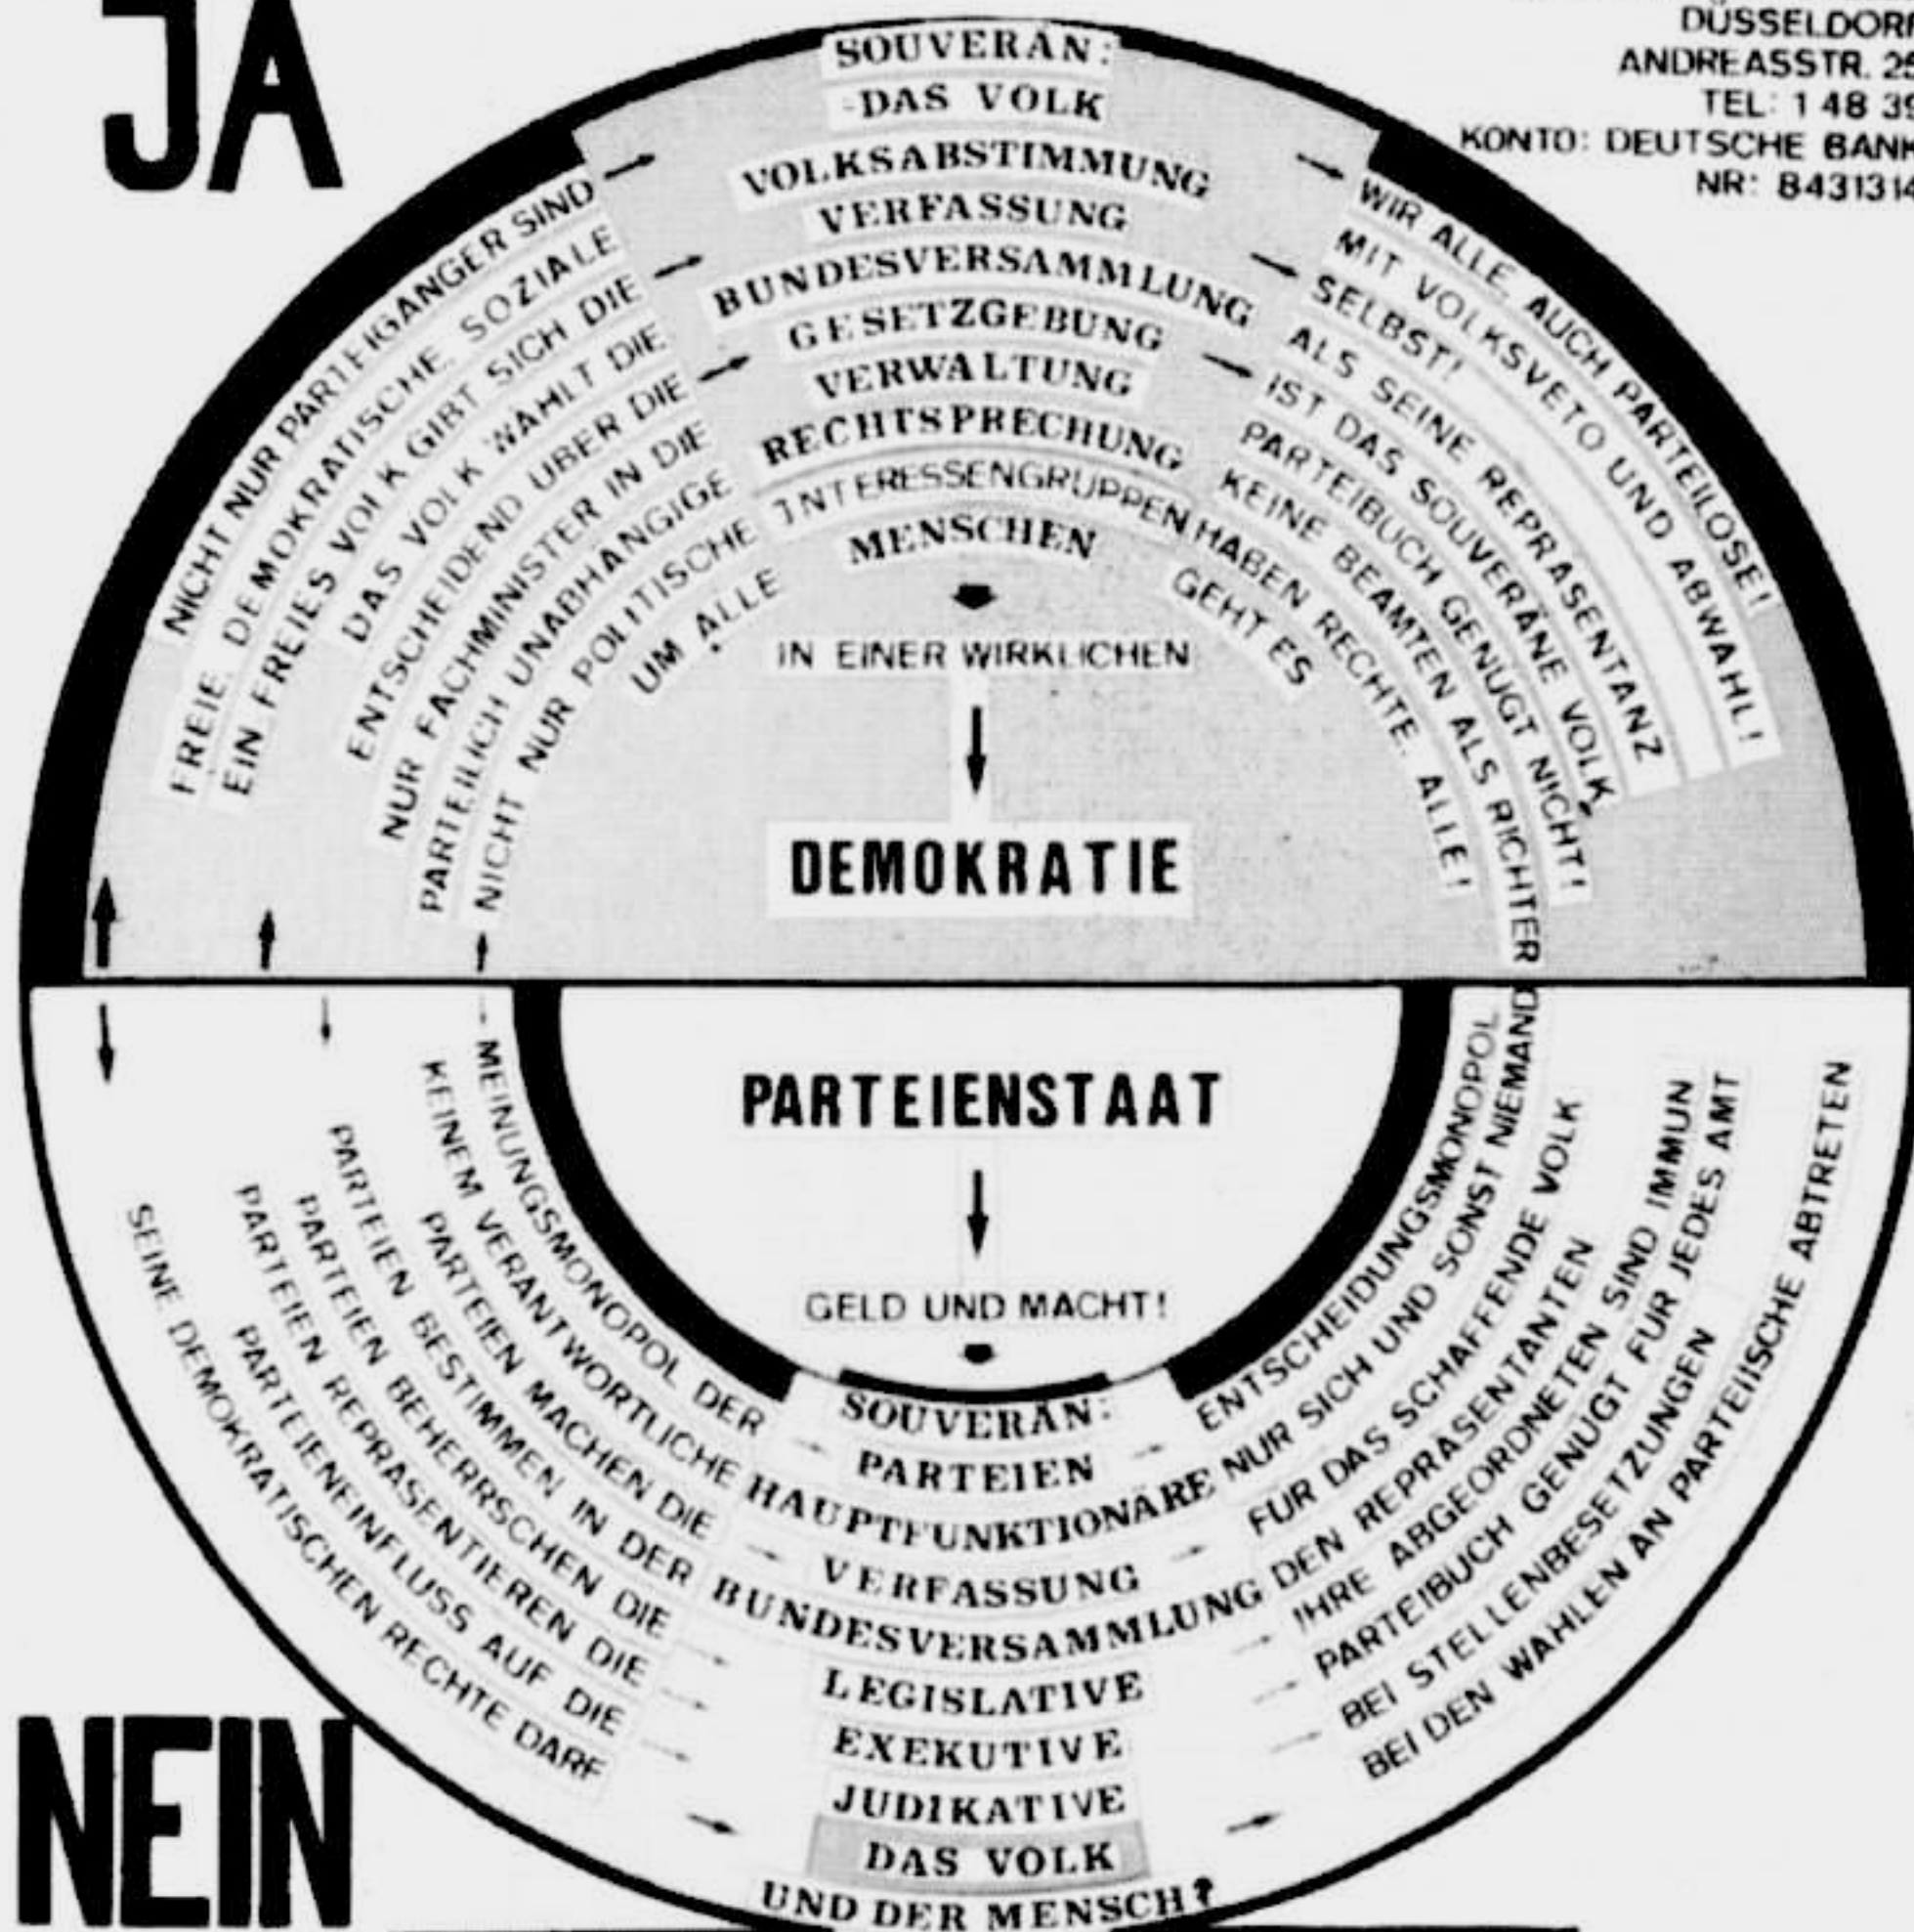 JA
DÜSSELDORF
ANDREASSTR. 25
TEL: 1 48 39
KONTO: DEUTSCHE BANK
NR: 8431314
SOUVERÄN:
NICHT NUR PARTEIGÄNGER SIND DAS VOLK WIR ALLE, AUCH PARTEILOSE!
FREIE, DEMOKRATISCHE, SOZIALE VOLKSABSTIMMUNG MIT VOLKSVETO UND ABWAHL!
EIN FREIES VOLK GIBT SICH DIE VERFASSUNG SELBST!
DAS VOLK WÄHLT DIE BUNDESVERSAMMLUNG ALS SEINE REPRÄSENTANZ
ENTSCHEIDEND ÜBER DIE GESETZGEBUNG IST DAS SOUVERÄNE VOLK,
NUR FACHMINISTER IN DIE VERWALTUNG PARTEIBUCH GENÜGT NICHT!
PARTEILICH UNABHÄNGIGE RECHTSPRECHUNG KEINE BEAMTEN ALS RICHTER
NICHT NUR POLITISCHE INTERESSENGRUPPEN HABEN RECHTE. ALLE!
UM ALLE MENSCHEN GEHT ES
IN EINER WIRKLICHEN
DEMOKRATIE
PARTEIENSTAAT
GELD UND MACHT!
SOUVERÄN:
MEINUNGSMONOPOL DER PARTEIEN ENTSCHEIDUNGSMONOPOL
KEINEM VERANTWORTLICHE HAUPTFUNKTIONÄRE NUR SICH UND SONST NIEMAND
PARTEIEN MACHEN DIE VERFASSUNG FÜR DAS SCHAFFENDE VOLK
PARTEIEN BESTIMMEN IN DER BUNDESVERSAMMLUNG DEN REPRÄSENTANTEN
PARTEIEN BEHERRSCHEN DIE LEGISLATIVE IHRE ABGEORDNETEN SIND IMMUN
PARTEIEN REPRÄSENTIEREN DIE EXEKUTIVE PARTEIBUCH GENÜGT FÜR JEDES AMT
PARTEIENEINFLUSS AUF DIE JUDIKATIVE BEI STELLENBESETZUNGEN
SEINE DEMOKRATISCHEN RECHTE DARF DAS VOLK BEI DEN WAHLEN AN PARTEIISCHE ABTRETEN
UND DER MENSCH?
NEIN